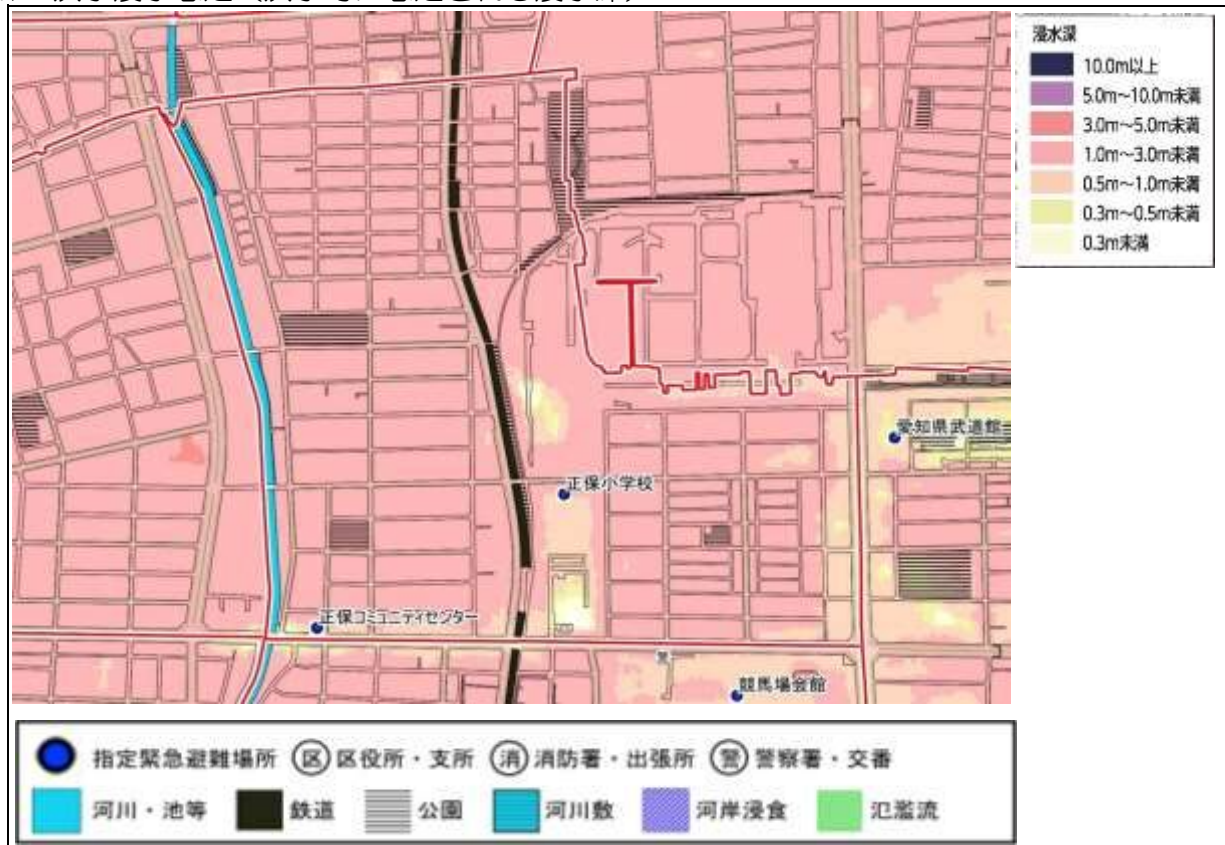 浸水深
10.0m以上
5.0m~10.0m未満
3.0m~5.0m未満
1.0m~3.0m未満
0.5m~1.0m未満
0.3m~0.5m未満
0.3m未満
愛知県武道館
正保小学校
正保コミュニティセンター
警
競馬場会館
指定緊急避難場所 区 区役所・支所 消 消防署・出張所 警 警察署・交番
河川・池等 鉄道 公園 河川敷 河岸浸食 氾濫流